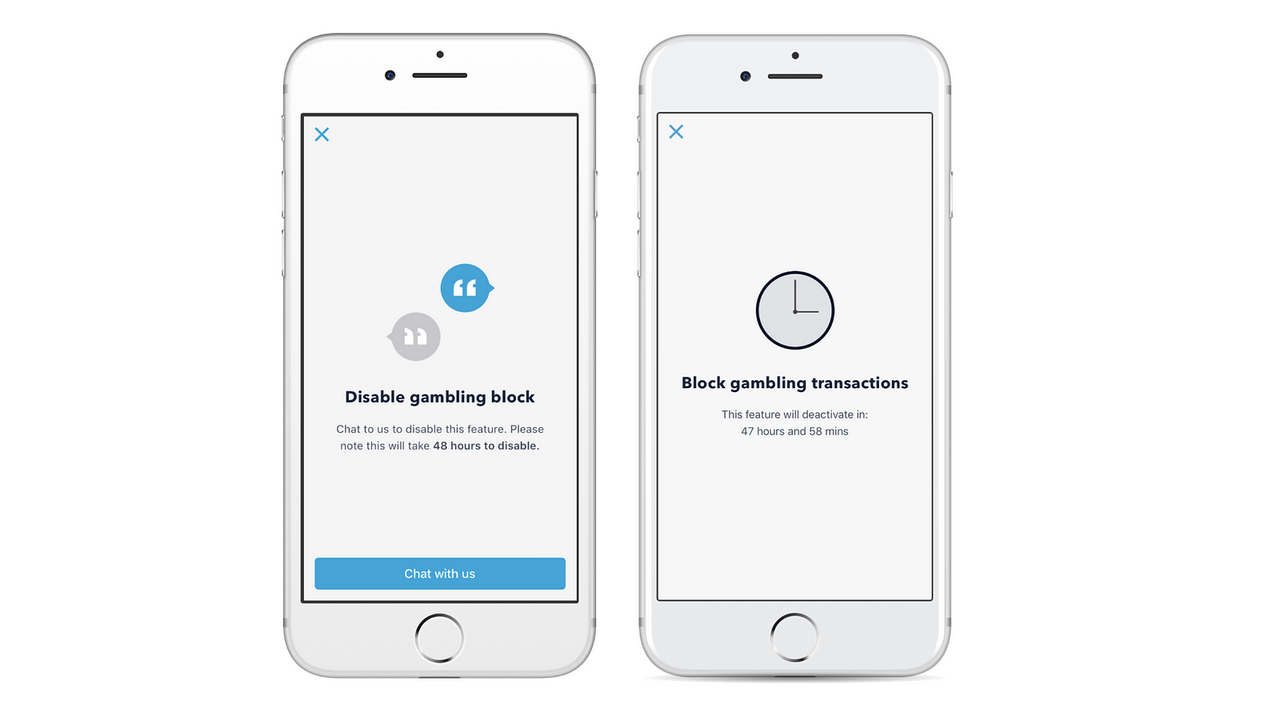 Disable gambling block
Chat to us to disable this feature. Please
note this will take 48 hours to disable.
Chat with us
Block gambling transactions
This feature will deactivate in:
47 hours and 58 mins